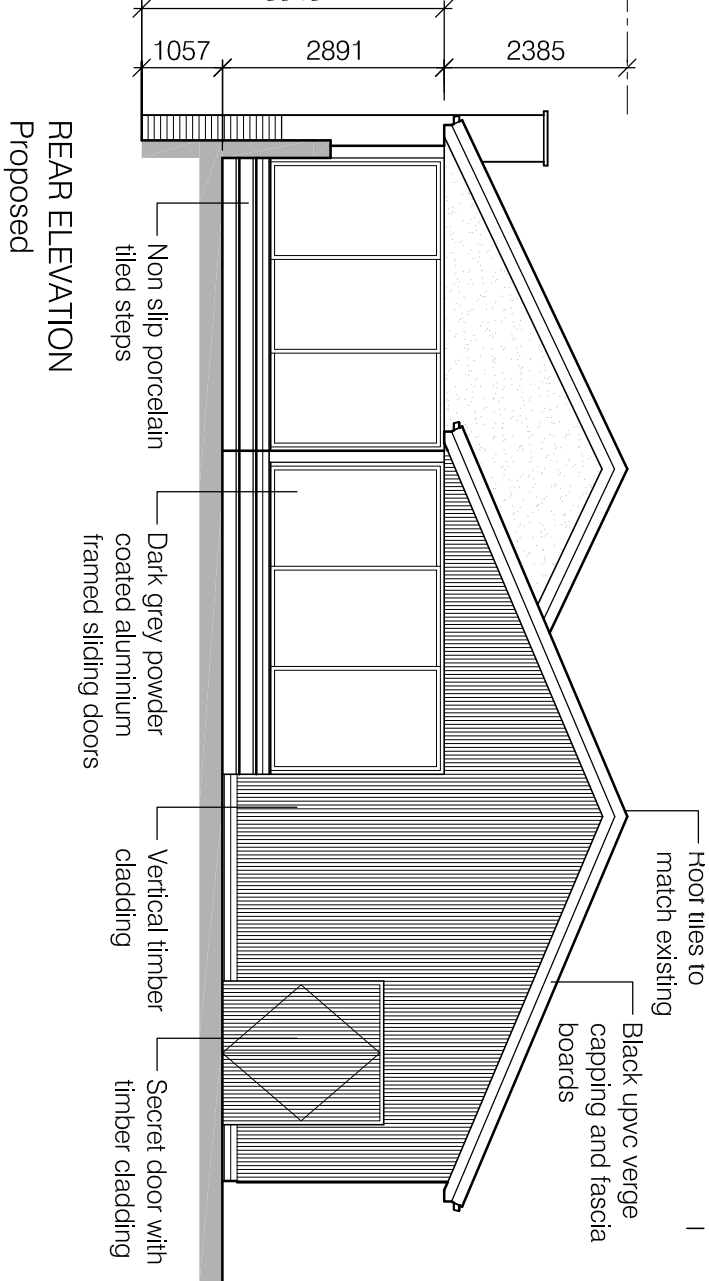 1057
2891
2385
Roof tiles to
match existing
Black upvc verge
capping and fascia
boards
Non slip porcelain
tiled steps
Dark grey powder
coated aluminium
framed sliding doors
Vertical timber
cladding
Secret door with
timber cladding
REAR ELEVATION
Proposed